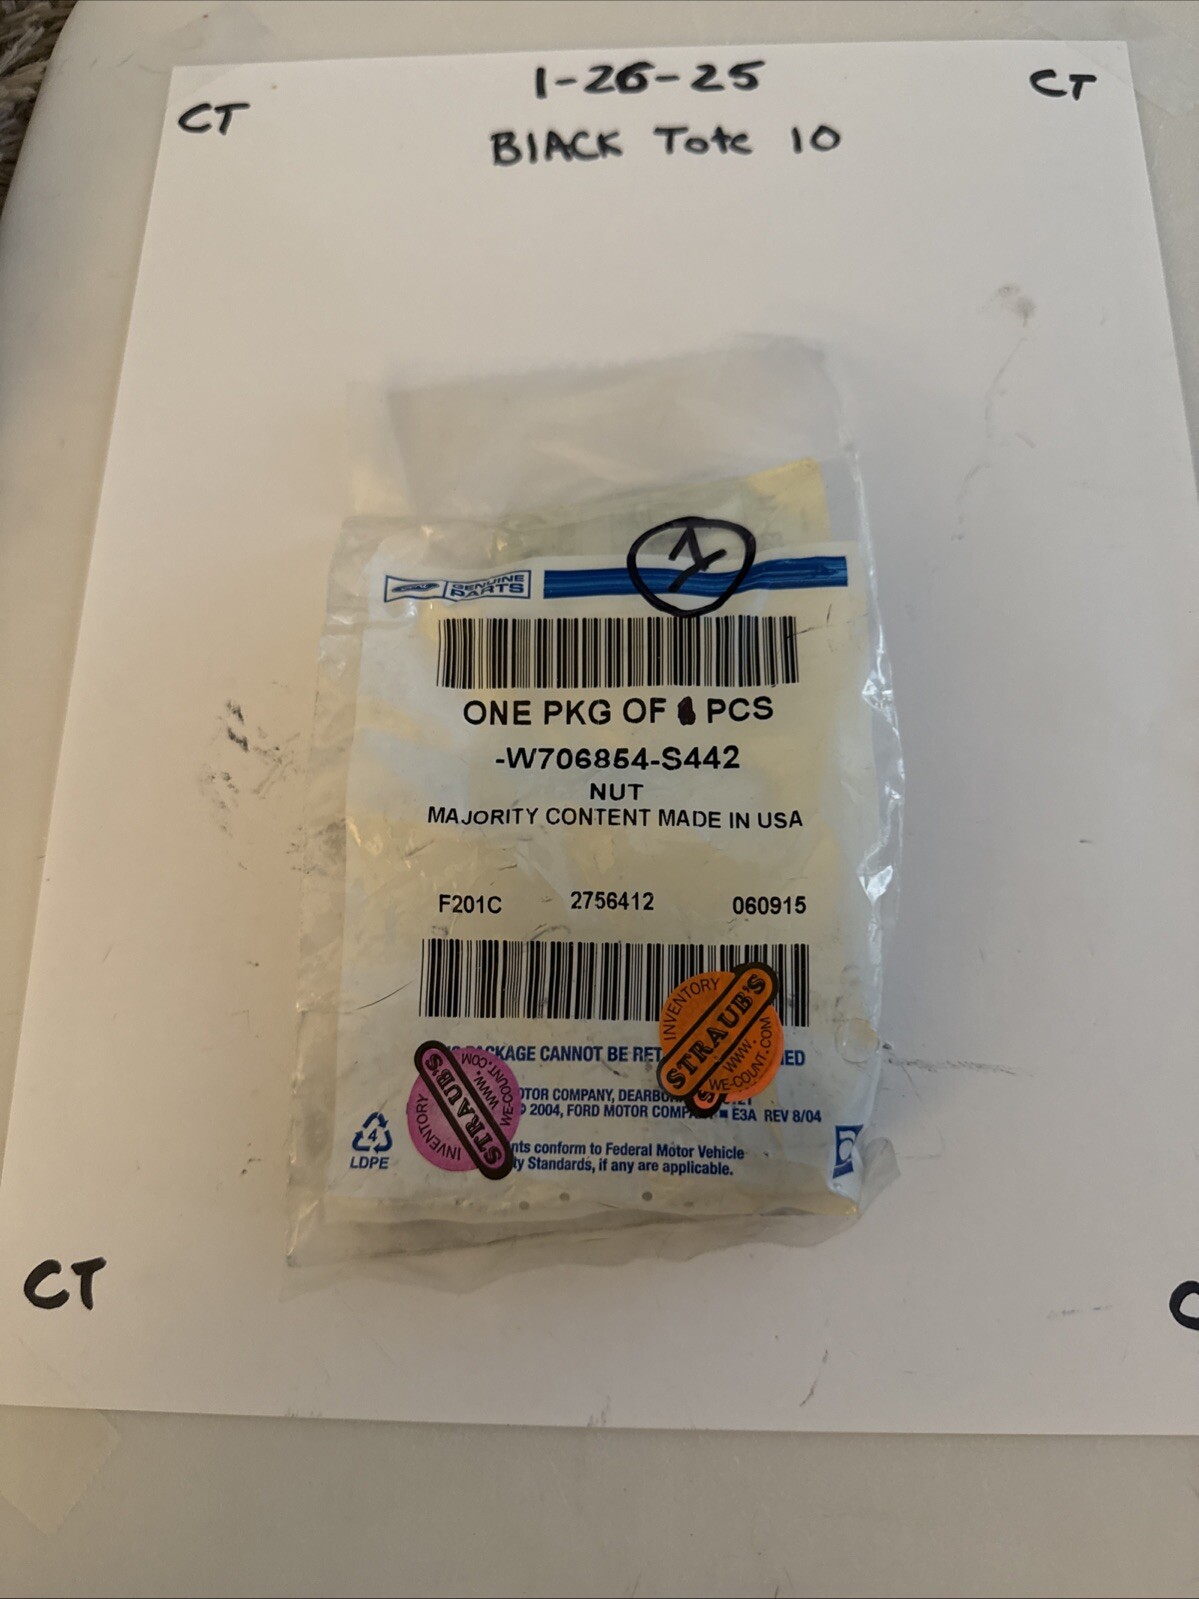 1-26-25
CT
CT
BlACK Tote 10
1
GENUINE
PARTS
ONE PKG OF PCS
-W706854-S442
NUT
MAJORITY CONTENT MADE IN USA
F201C 2756412 060915
PACKAGE CANNOT BE RET
OTOR COMPANY, DEARBO
© 2004, FORD MOTOR COMPA ■ E3A REV 8/04
nts conform to Federal Motor Vehicle
ty Standards, if any are applicable.
4
LDPE
INVENTORY
STRAUB'S
WWW.
WE-COUNT.COM
INVENTORY
STRAUB'S
WWW.
WE-COUNT.COM
CT